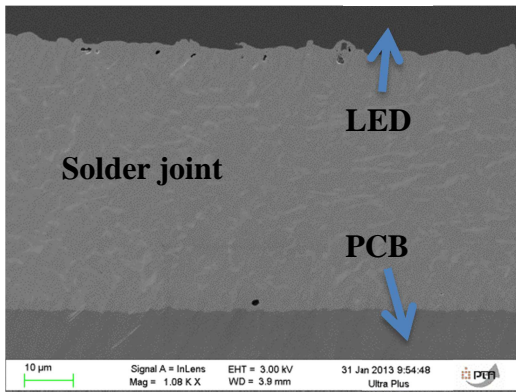 LED
Solder joint
PCB
10 µm
Signal A = InLens EHT = 3.00 kV 31 Jan 2013 9:54:48
Mag = 1.08 K X WD = 3.9 mm Ultra Plus
PTA